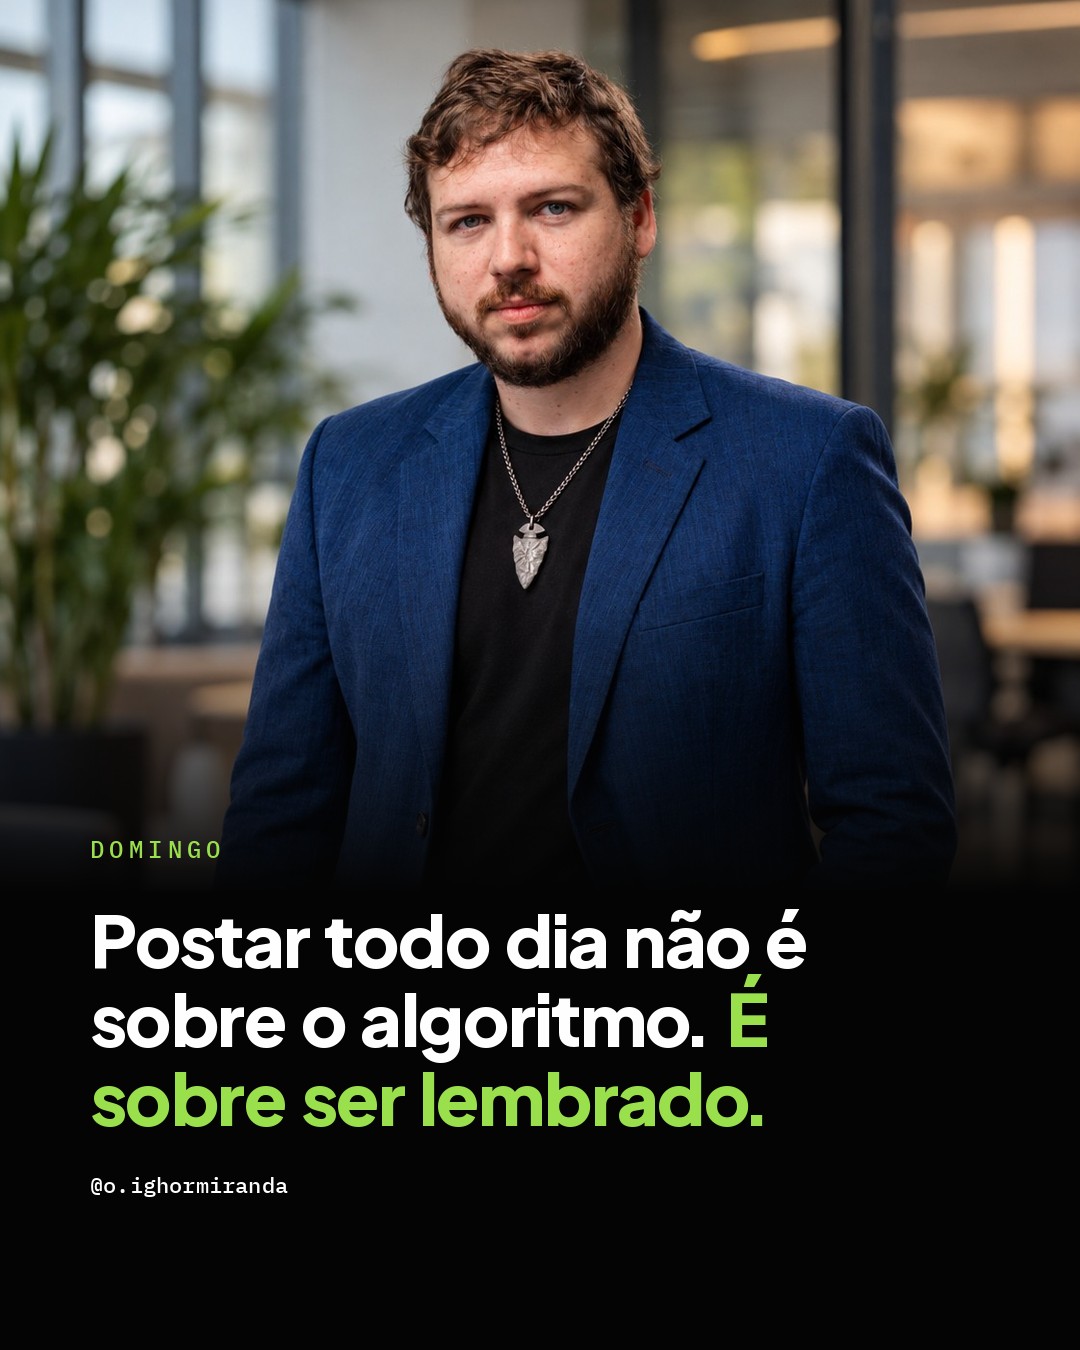 DOMINGO
Postar todo dia não é
sobre o algoritmo. É
sobre ser lembrado.
@o.ighormiranda